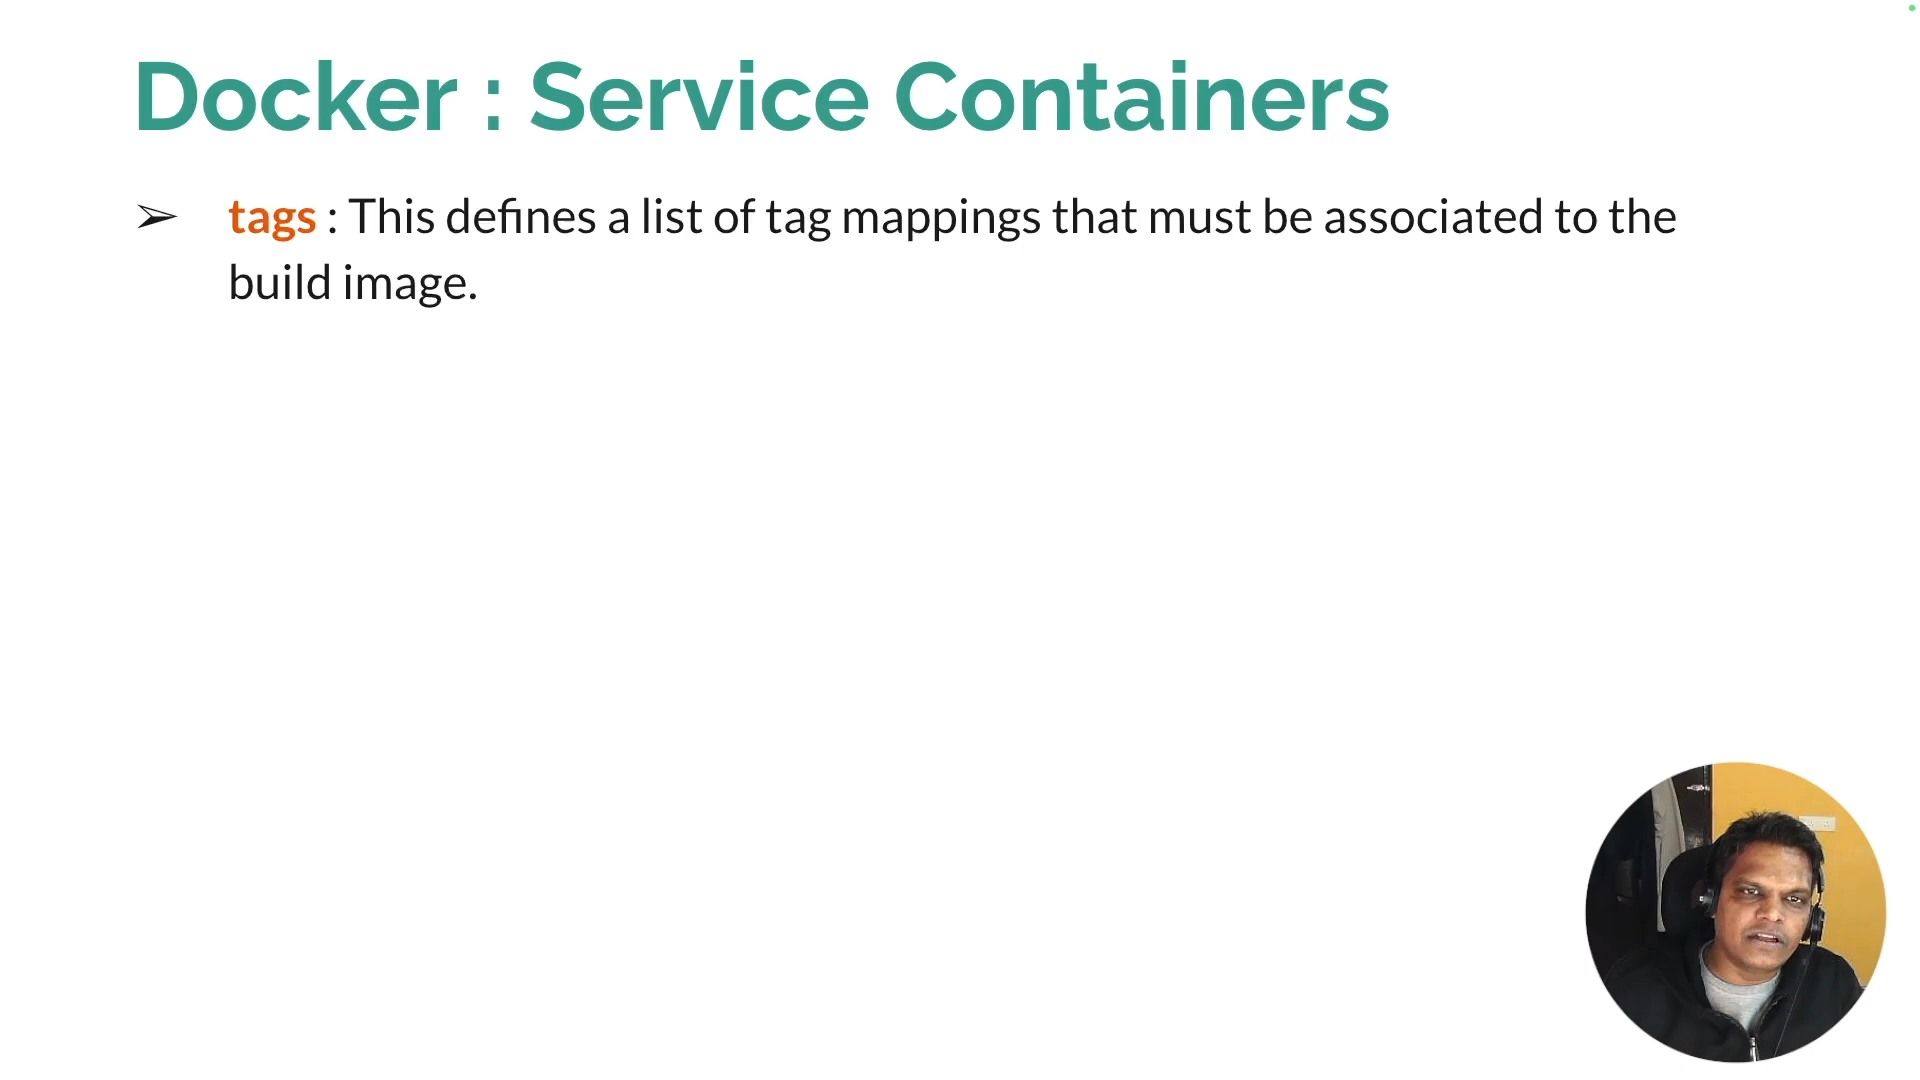 Docker : Service Containers
➢ tags : This defines a list of tag mappings that must be associated to the
build image.